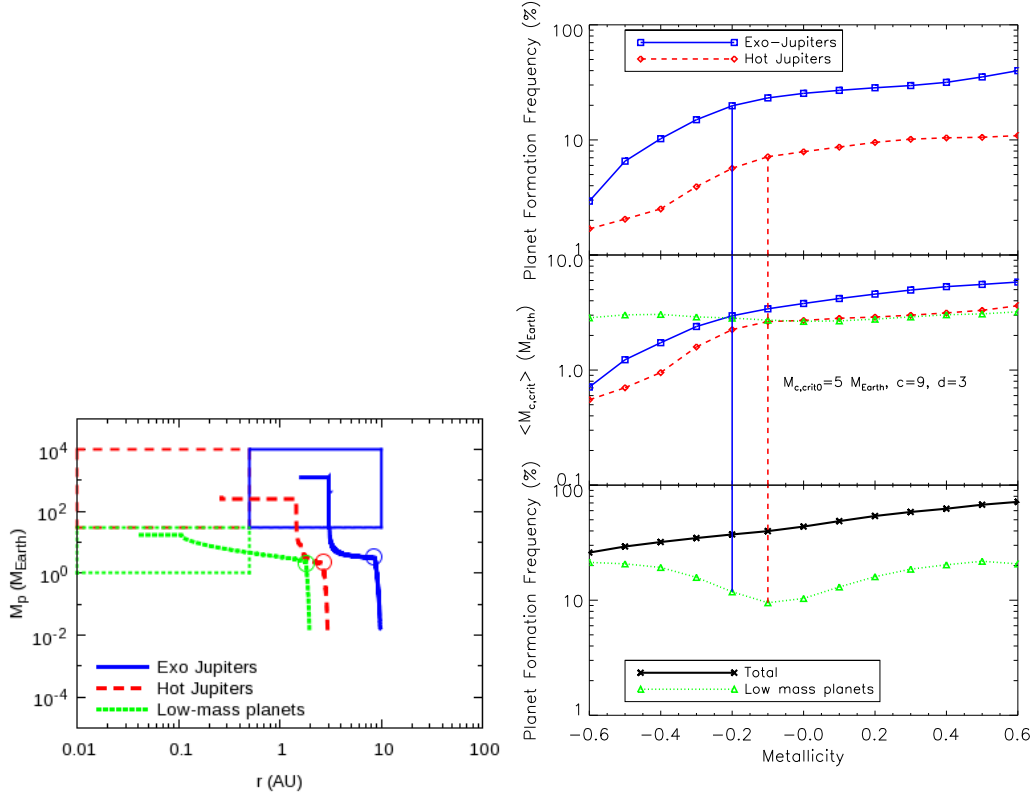 M_p (M_Earth)
10^4
10^2
10^0
10^-2
10^-4
Exo Jupiters
Hot Jupiters
Low-mass planets
0.01
0.1
1
10
100
r (AU)
Planet Formation Frequency (%)
100
10
1
Exo-Jupiters
Hot Jupiters
<M_c,crit> (M_Earth)
10.0
1.0
0.1
M_c,crit0=5 M_Earth, c=9, d=3
Planet Formation Frequency (%)
100
10
1
Total
Low mass planets
-0.6
-0.4
-0.2
-0.0
0.2
0.4
0.6
Metallicity